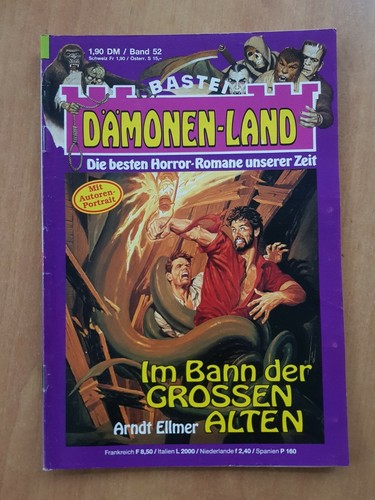 1,90 DM / Band 52
Schweiz Fr 1,90 / Österr. S 15,-
BASTEI
DÄMONEN-LAND
Die besten Horror-Romane unserer Zeit
Mit
Autoren-
Portrait
Im Bann der
GROSSEN
Arndt Ellmer ALTEN
Frankreich F 8,50 / Italien L 2000 / Niederlande f 2,40 / Spanien P 160